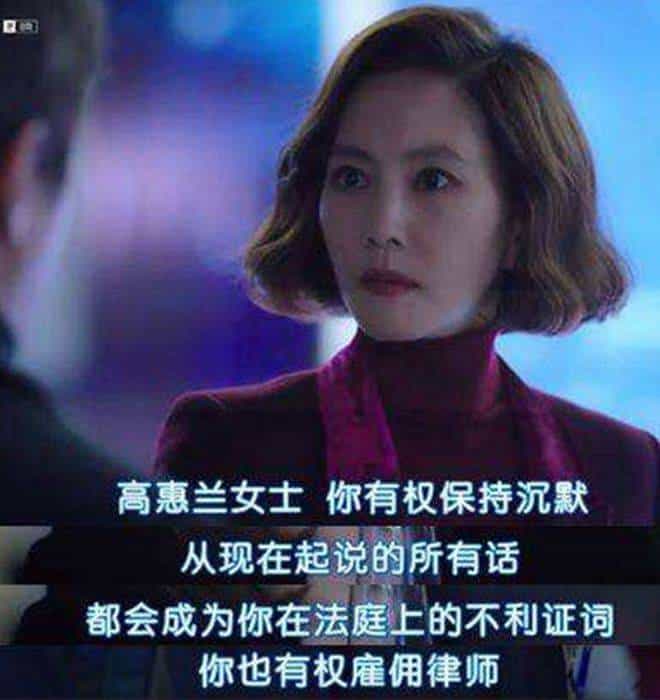 高惠兰女士 你有权保持沉默
从现在起说的所有话
都会成为你在法庭上的不利证词
你也有权雇佣律师